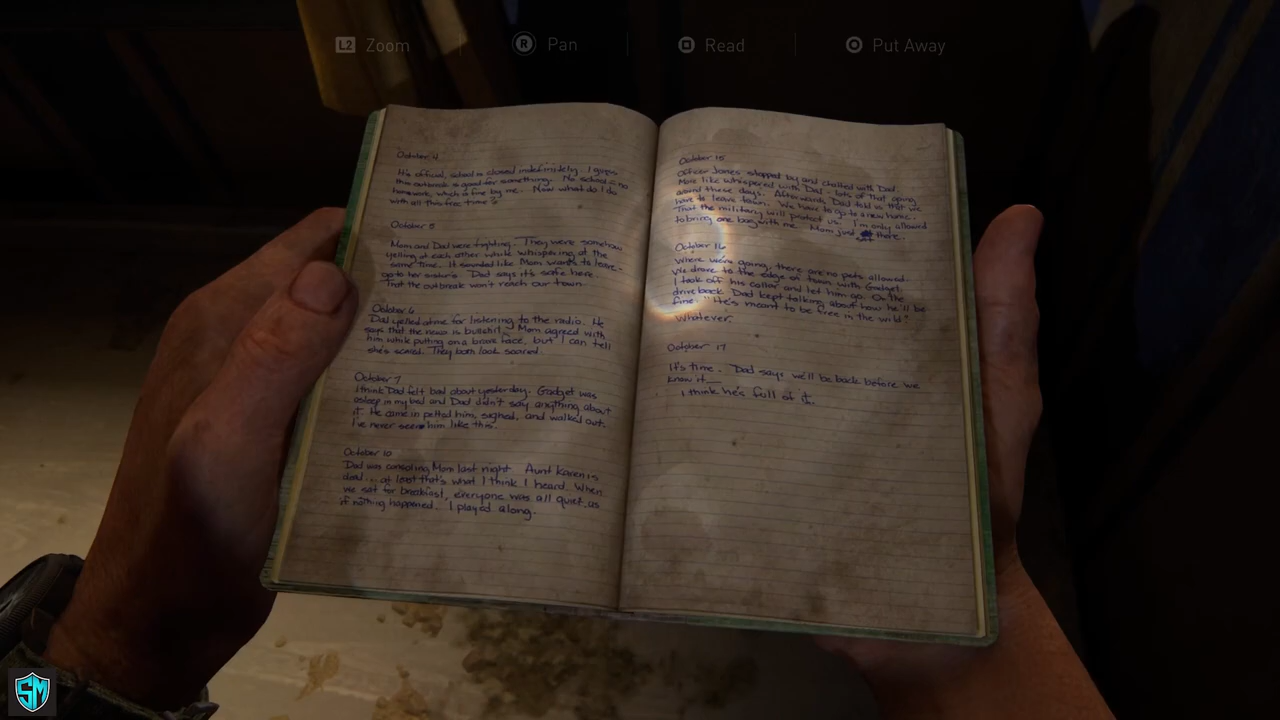 L2 Zoom
R Pan
Read
Put Away
October 4
It's official, school is closed indefinitely. I guess
this outbreak is good for something. No school = no
homework, which is fine by me. Now what do I do
with all this free time?
October 5
Mom and Dad were fighting. They were somehow
yelling at each other while whispering at the
same time. It sounded like Mom wants to leave -
go to her sister's. Dad says it's safe here.
That the outbreak won't reach our town.
October 6
Dad yelled at me for listening to the radio. He
says that the news is bullshit. Mom agreed with
him while putting on a brave face, but I can tell
she's scared. They both look scared.
October 7
I think Dad felt bad about yesterday. Gadget was
asleep in my bed and Dad didn't say anything about
it. He came in petted him, sighed, and walked out.
I've never seen him like this.
October 10
Dad was consoling Mom last night. Aunt Karen is
dead... at least that's what I think I heard. When
we sat for breakfast, everyone was all quiet, as
if nothing happened. I played along.
October 15
Officer Jones stopped by and chatted with Dad.
More like whispered with Dad - lots of that going
around these days. Afterwards, Dad told us that we
have to leave town. We have to go to a new home.
That the military will protect us. I'm only allowed
to bring one bag with me. Mom just there.
October 16
Where we're going, there are no pets allowed.
We drove to the edge of town with Gadget.
I took off his collar and let him go. On the
drive back Dad kept talking about how he'll be
fine. "He's meant to be free in the wild."
Whatever.
October 17
It's time. Dad says we'll be back before we
know it__
I think he's full of it.
SM